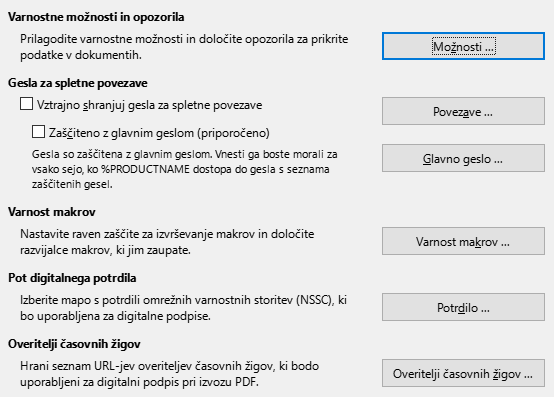 Varnostne možnosti in opozorila
Prilagodite varnostne možnosti in določite opozorila za prikrite
podatke v dokumentih.
Možnosti ...
Gesla za spletne povezave
Vztrajno shranjuj gesla za spletne povezave
Povezave ...
Zaščiteno z glavnim geslom (priporočeno)
Gesla so zaščitena z glavnim geslom. Vnesti ga boste morali za
vsako sejo, ko %PRODUCTNAME dostopa do gesla s seznama
zaščitenih gesel.
Glavno geslo ...
Varnost makrov
Nastavite raven zaščite za izvrševanje makrov in določite
razvijalce makrov, ki jim zaupate.
Varnost makrov ...
Pot digitalnega potrdila
Izberite mapo s potrdili omrežnih varnostnih storitev (NSSC), ki
bo uporabljena za digitalne podpise.
Potrdilo ...
Overitelji časovnih žigov
Hrani seznam URL-jev overiteljev časovnih žigov, ki bodo
uporabljeni za digitalni podpis pri izvozu PDF.
Overitelji časovnih žigov ...